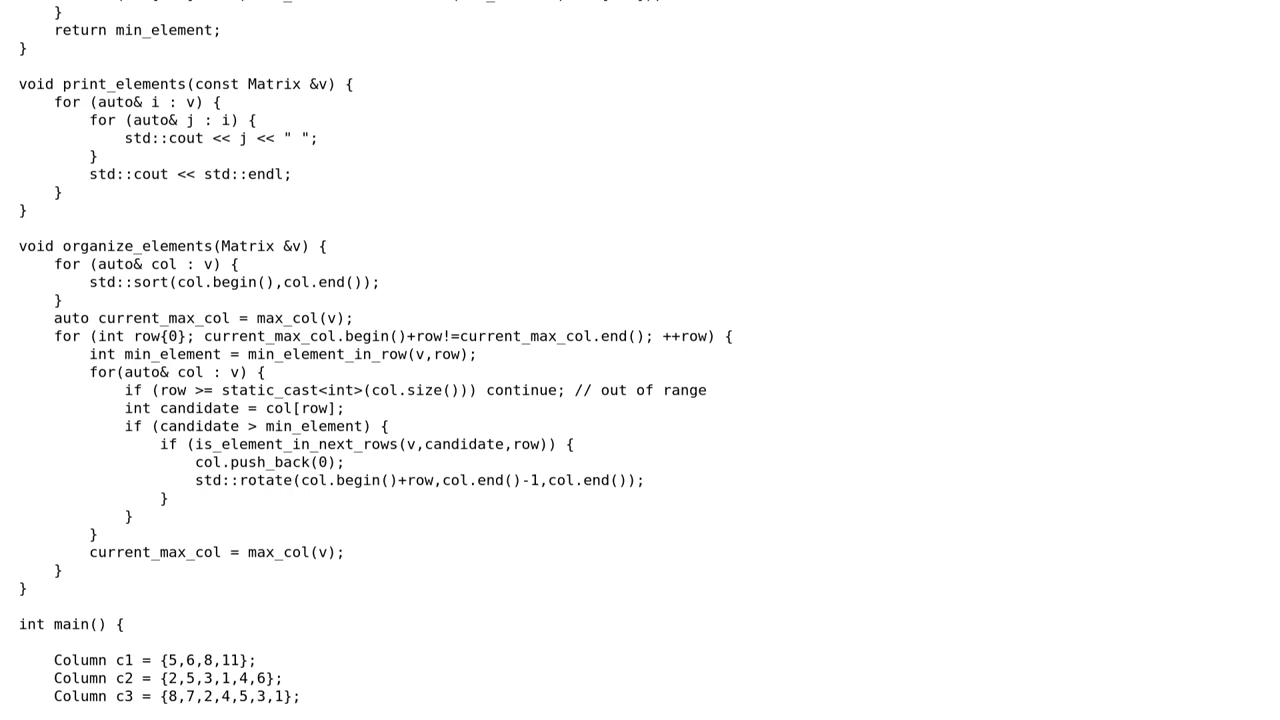 }
    return min_element;
}

void print_elements(const Matrix &v) {
    for (auto& i : v) {
        for (auto& j : i) {
            std::cout << j << " ";
        }
        std::cout << std::endl;
    }
}

void organize_elements(Matrix &v) {
    for (auto& col : v) {
        std::sort(col.begin(),col.end());
    }
    auto current_max_col = max_col(v);
    for (int row{0}; current_max_col.begin()+row!=current_max_col.end(); ++row) {
        int min_element = min_element_in_row(v,row);
        for(auto& col : v) {
            if (row >= static_cast<int>(col.size())) continue; // out of range
            int candidate = col[row];
            if (candidate > min_element) {
                if (is_element_in_next_rows(v,candidate,row)) {
                    col.push_back(0);
                    std::rotate(col.begin()+row,col.end()-1,col.end());
                }
            }
        }
        current_max_col = max_col(v);
    }
}

int main() {

    Column c1 = {5,6,8,11};
    Column c2 = {2,5,3,1,4,6};
    Column c3 = {8,7,2,4,5,3,1};